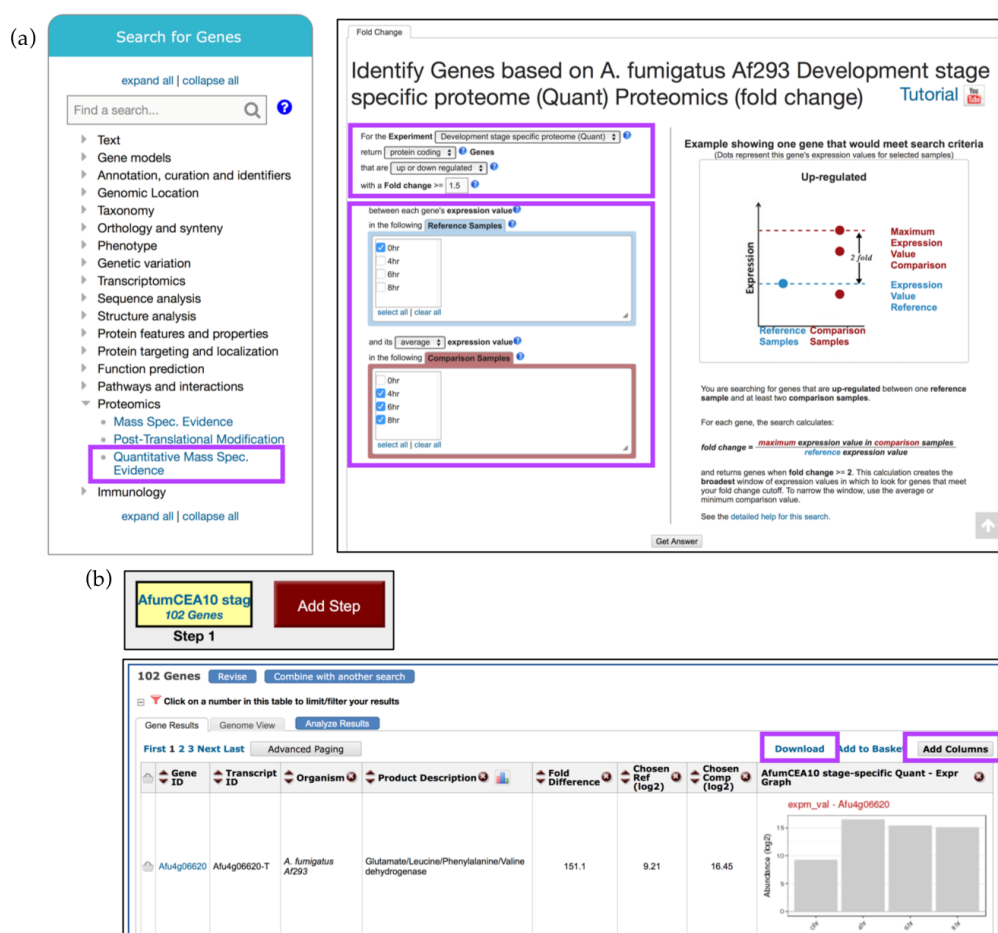 (a)
Search for Genes
expand all | collapse all
Find a search...
Text
Gene models
Annotation, curation and identifiers
Genomic Location
Taxonomy
Orthology and synteny
Phenotype
Genetic variation
Transcriptomics
Sequence analysis
Structure analysis
Protein features and properties
Protein targeting and localization
Function prediction
Pathways and interactions
Proteomics
Mass Spec. Evidence
Post-Translational Modification
Quantitative Mass Spec.
Evidence
Immunology
expand all | collapse all
Fold Change
Identify Genes based on A. fumigatus Af293 Development stage
specific proteome (Quant) Proteomics (fold change)
Tutorial You Tube
For the Experiment Development stage specific proteome (Quant)
return protein coding Genes
that are up or down regulated
with a Fold change >= 1.5
between each gene's expression value
in the following Reference Samples
0hr
4hr
6hr
8hr
select all | clear all
and its average expression value
in the following Comparison Samples
0hr
4hr
6hr
8hr
select all | clear all
Example showing one gene that would meet search criteria
(Dots represent this gene's expression values for selected samples)
Up-regulated
Expression
2 fold
Maximum
Expression
Value
Comparison
Expression
Value
Reference
Reference Comparison
Samples Samples
You are searching for genes that are up-regulated between one reference
sample and at least two comparison samples.
For each gene, the search calculates:
fold change = maximum expression value in comparison samples
reference expression value
and returns genes when fold change >= 2. This calculation creates the
broadest window of expression values in which to look for genes that meet
your fold change cutoff. To narrow the window, use the average or
minimum comparison value.
See the detailed help for this search.
Get Answer
(b)
AfumCEA10 stag
102 Genes
Step 1
Add Step
102 Genes Revise Combine with another search
Click on a number in this table to limit/filter your results
Gene Results Genome View Analyze Results
First 1 2 3 Next Last Advanced Paging
Download Add to Basket Add Columns
Gene ID
Transcript ID
Organism
Product Description
Fold Difference
Chosen Ref (log2)
Chosen Comp (log2)
AfumCEA10 stage-specific Quant - Expr Graph
Afu4g06620
Afu4g06620-T
A. fumigatus
Af293
Glutamate/Leucine/Phenylalanine/Valine
dehydrogenase
151.1
9.21
16.45
exprn_val - Afu4g06620
Abundance (log2)
15
10
5
0
0hr
4hr
6hr
8hr